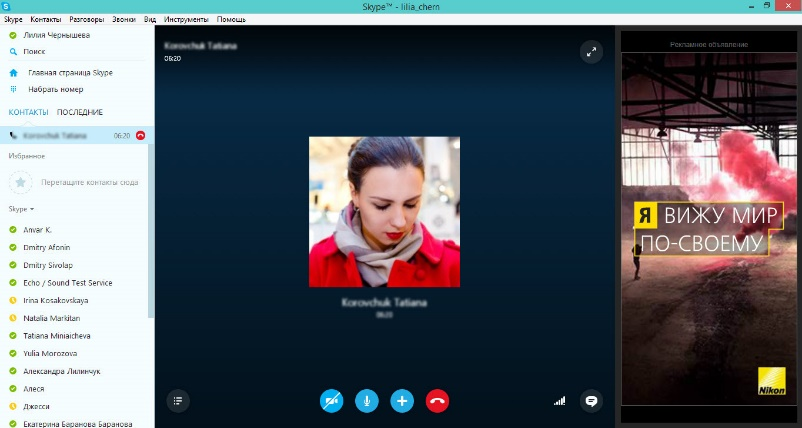 Skype™ - lilia_chern
Skype Контакты Разговоры Звонки Вид Инструменты Помощь
Лилия Чернышева
Поиск
Главная страница Skype
Набрать номер
КОНТАКТЫ ПОСЛЕДНИЕ
Korovchuk Tatiana 06:20
Избранное
Перетащите контакты сюда
Skype
Anvar K.
Dmitry Afonin
Dmitry Sivolap
Echo / Sound Test Service
Irina Kosakovskaya
Natalia Markitan
Tatiana Miniaicheva
Yulia Morozova
Александра Лилинчук
Алеся
Джесси
Екатерина Баранова Баранова
Korovchuk Tatiana
06:20
Korovchuk Tatiana
Рекламное объявление
Я ВИЖУ МИР
ПО-СВОЕМУ
Nikon